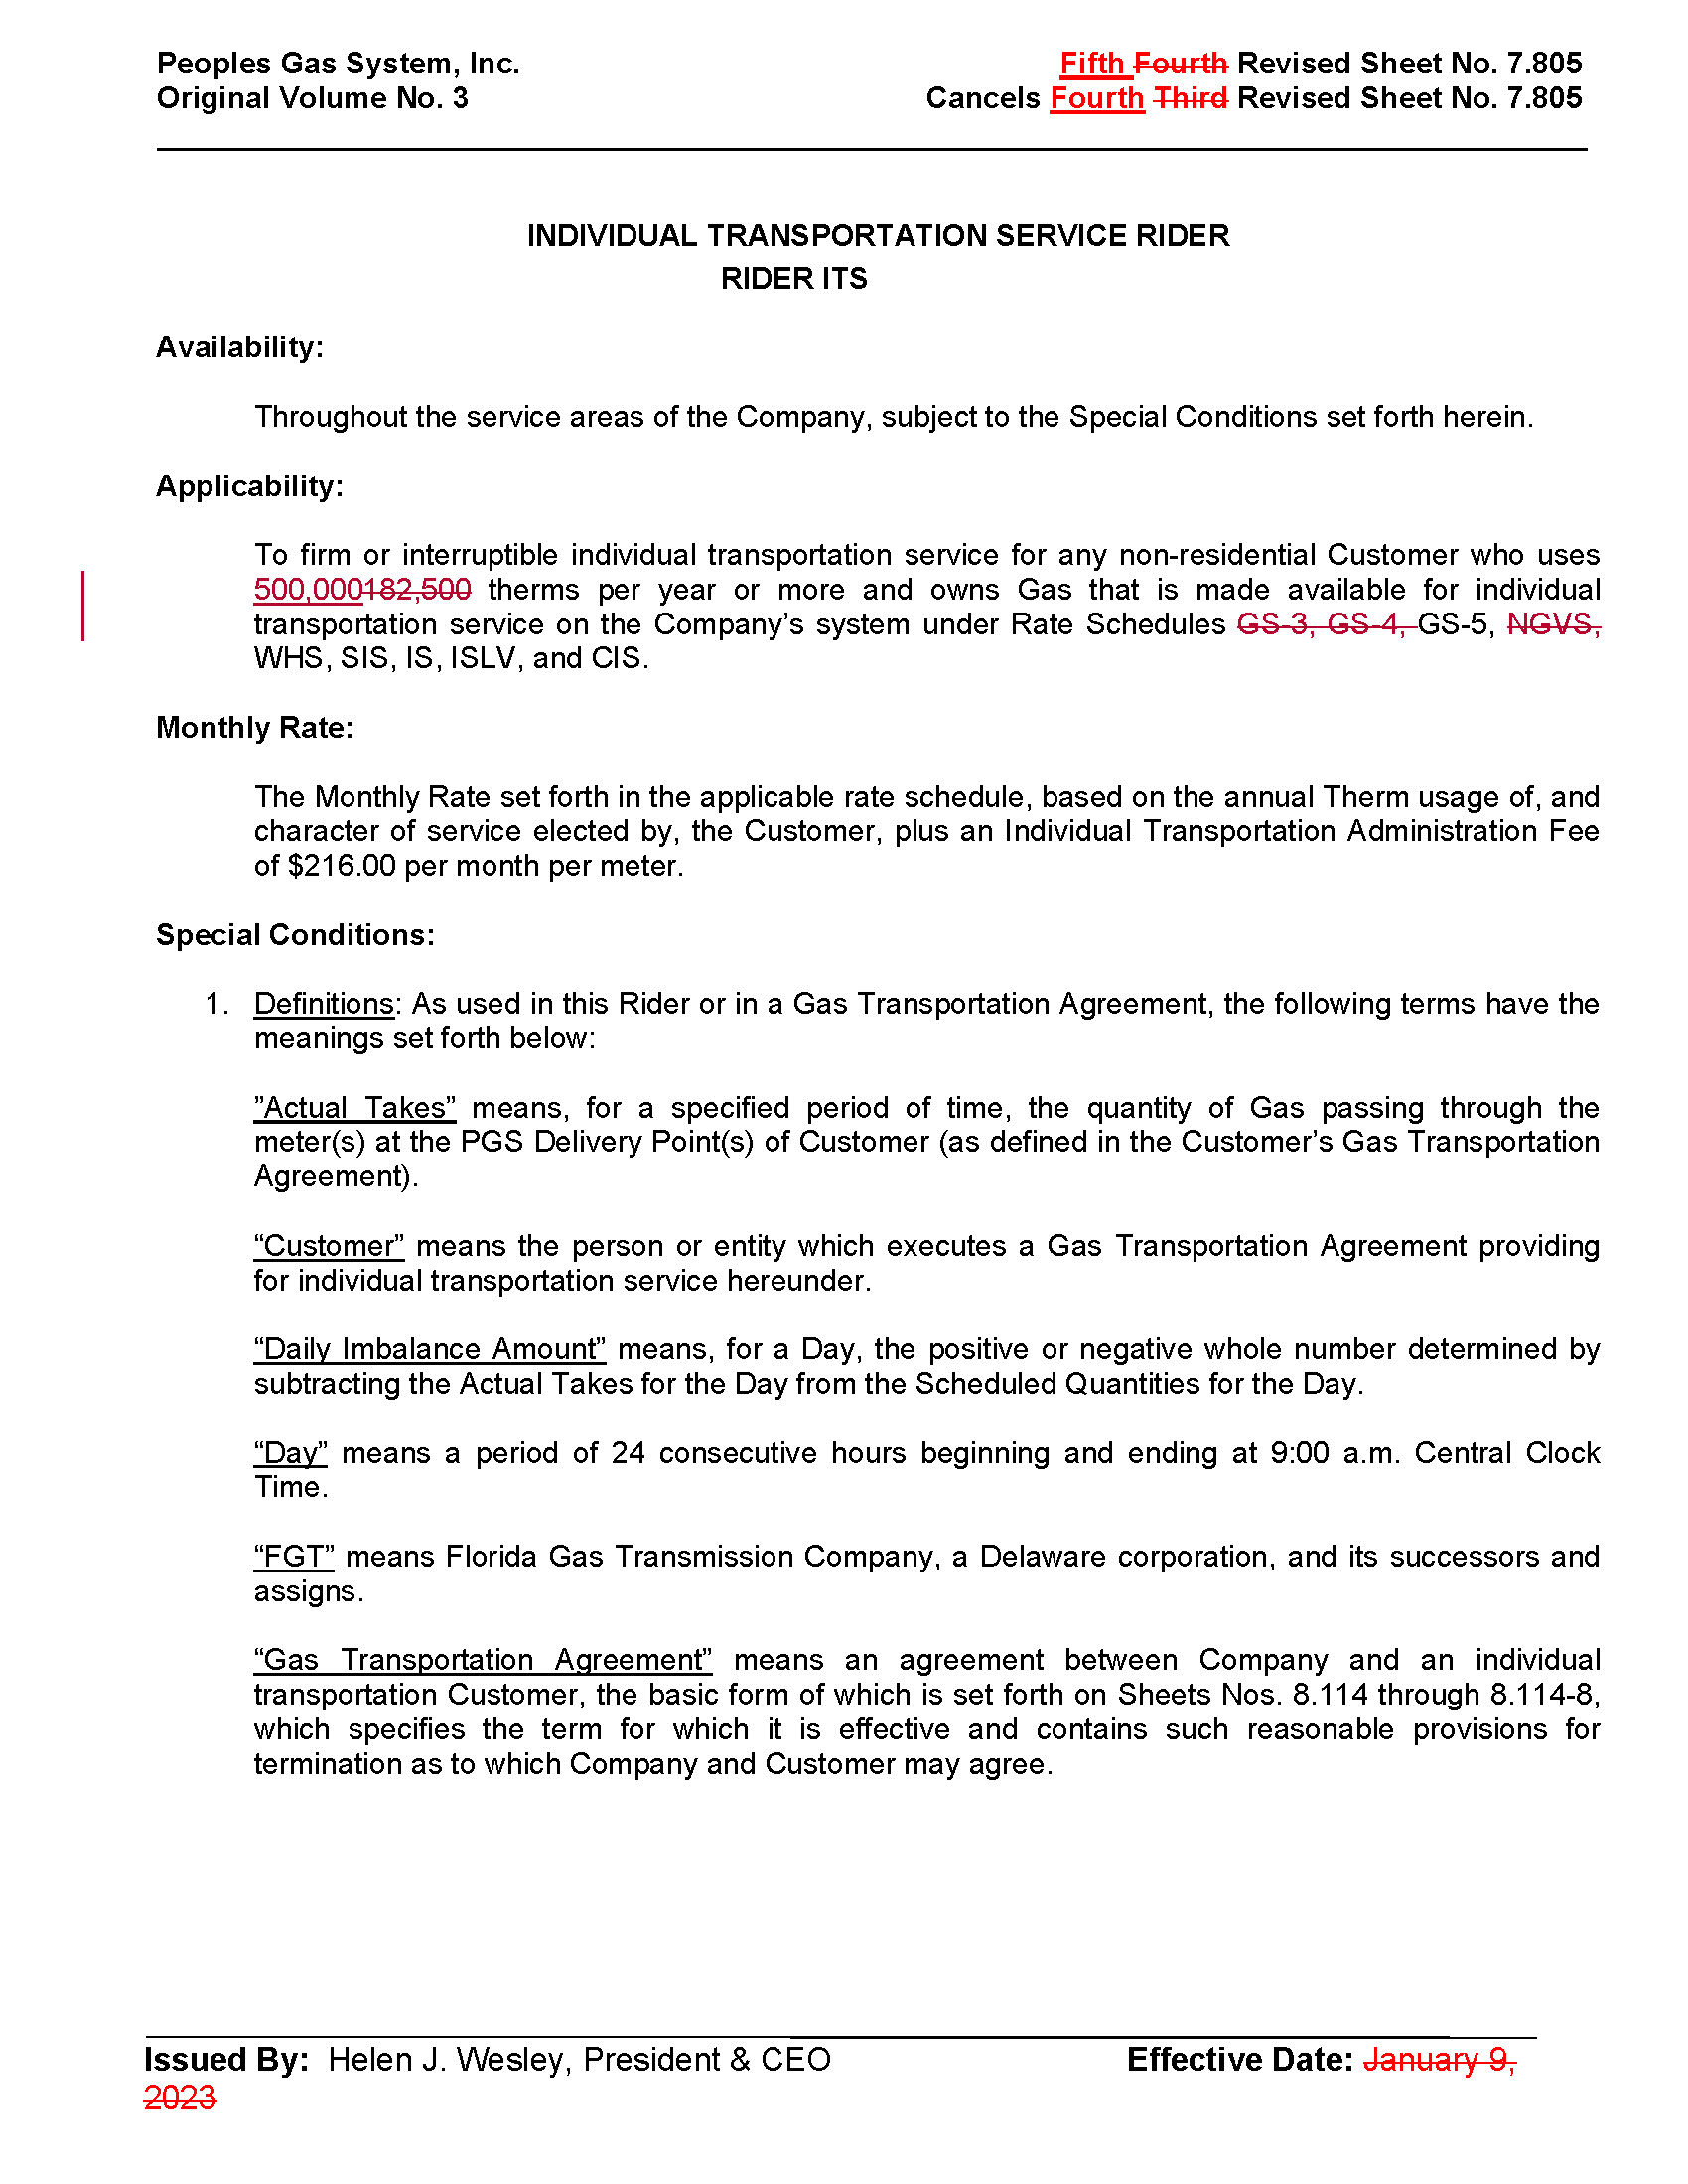 Peoples Gas System, Inc. Fifth Fourth Revised Sheet No. 7.805
Original Volume No. 3 Cancels Fourth Third Revised Sheet No. 7.805
INDIVIDUAL TRANSPORTATION SERVICE RIDER
RIDER ITS
Availability:
Throughout the service areas of the Company, subject to the Special Conditions set forth herein.
Applicability:
To firm or interruptible individual transportation service for any non-residential Customer who uses
500,000182,500 therms per year or more and owns Gas that is made available for individual
transportation service on the Company’s system under Rate Schedules GS-3, GS-4, GS-5, NGVS,
WHS, SIS, IS, ISLV, and CIS.
Monthly Rate:
The Monthly Rate set forth in the applicable rate schedule, based on the annual Therm usage of, and
character of service elected by, the Customer, plus an Individual Transportation Administration Fee
of $216.00 per month per meter.
Special Conditions:
1. Definitions: As used in this Rider or in a Gas Transportation Agreement, the following terms have the
meanings set forth below:
”Actual Takes” means, for a specified period of time, the quantity of Gas passing through the
meter(s) at the PGS Delivery Point(s) of Customer (as defined in the Customer’s Gas Transportation
Agreement).
“Customer” means the person or entity which executes a Gas Transportation Agreement providing
for individual transportation service hereunder.
“Daily Imbalance Amount” means, for a Day, the positive or negative whole number determined by
subtracting the Actual Takes for the Day from the Scheduled Quantities for the Day.
“Day” means a period of 24 consecutive hours beginning and ending at 9:00 a.m. Central Clock
Time.
“FGT” means Florida Gas Transmission Company, a Delaware corporation, and its successors and
assigns.
“Gas Transportation Agreement” means an agreement between Company and an individual
transportation Customer, the basic form of which is set forth on Sheets Nos. 8.114 through 8.114-8,
which specifies the term for which it is effective and contains such reasonable provisions for
termination as to which Company and Customer may agree.
Issued By: Helen J. Wesley, President & CEO Effective Date: January 9,
2023